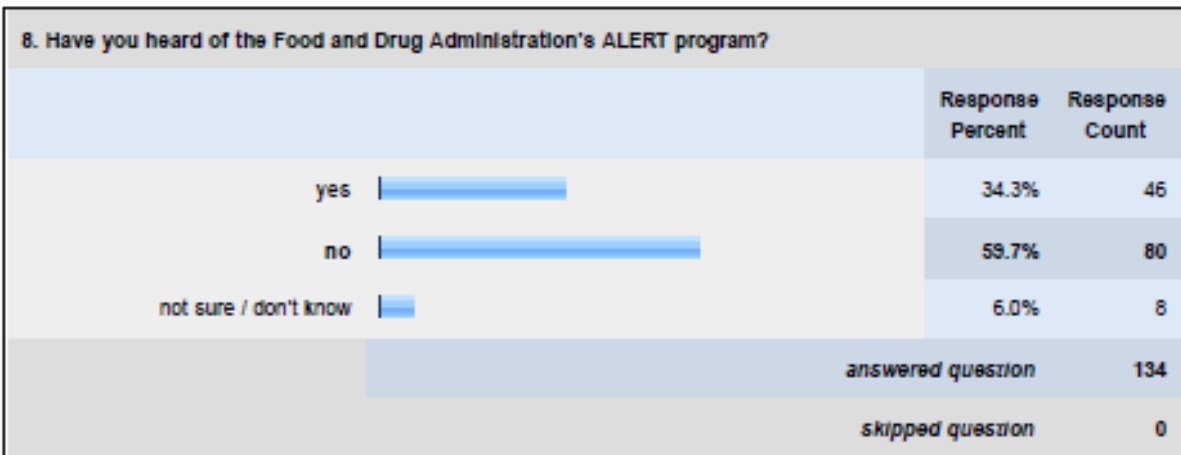 8. Have you heard of the Food and Drug Administration's ALERT program?
Response Percent Response Count
yes 34.3% 46
no 59.7% 80
not sure / don't know 6.0% 8
answered question 134
skipped question 0